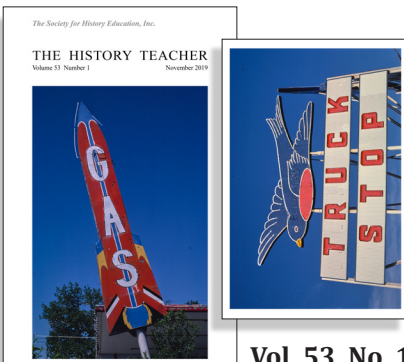 The Society for History Education, Inc.
THE HISTORY TEACHER
Volume 53 Number 1 November 2019
GAS
TRUCK
STOP
Vol. 53, No. 1